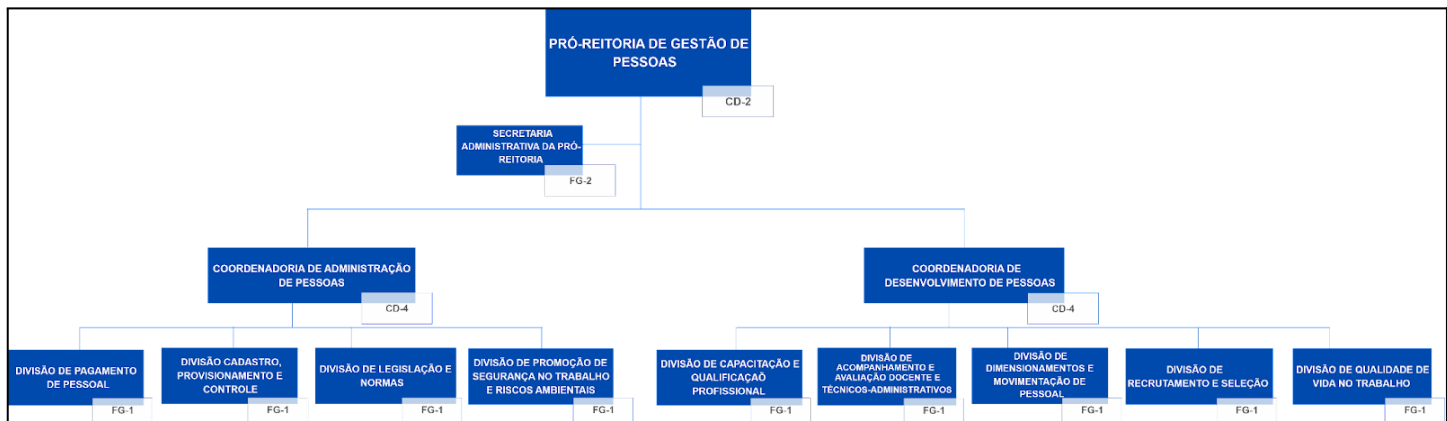 PRÓ-REITORIA DE GESTÃO DE
PESSOAS
CD-2
SECRETARIA
ADMINISTRATIVA DA PRÓ-
REITORIA
FG-2
COORDENADORIA DE ADMINISTRAÇÃO
DE PESSOAS
CD-4
COORDENADORIA DE
DESENVOLVIMENTO DE PESSOAS
CD-4
DIVISÃO DE PAGAMENTO
DE PESSOAL
FG-1
DIVISÃO CADASTRO,
PROVISIONAMENTO E
CONTROLE
FG-1
DIVISÃO DE LEGISLAÇÃO E
NORMAS
FG-1
DIVISÃO DE PROMOÇÃO DE
SEGURANÇA NO TRABALHO
E RISCOS AMBIENTAIS
FG-1
DIVISÃO DE CAPACITAÇÃO E
QUALIFICAÇAÕ
PROFISSIONAL
FG-1
DIVISÃO DE
ACOMPANHAMENTO E
AVALIAÇÃO DOCENTE E
TÉCNICOS-ADMINISTRATIVOS
FG-1
DIVISÃO DE
DIMENSIONAMENTOS E
MOVIMENTAÇÃO DE
PESSOAL
FG-1
DIVISÃO DE
RECRUTAMENTO E SELEÇÃO
FG-1
DIVISÃO DE QUALIDADE DE
VIDA NO TRABALHO
FG-1